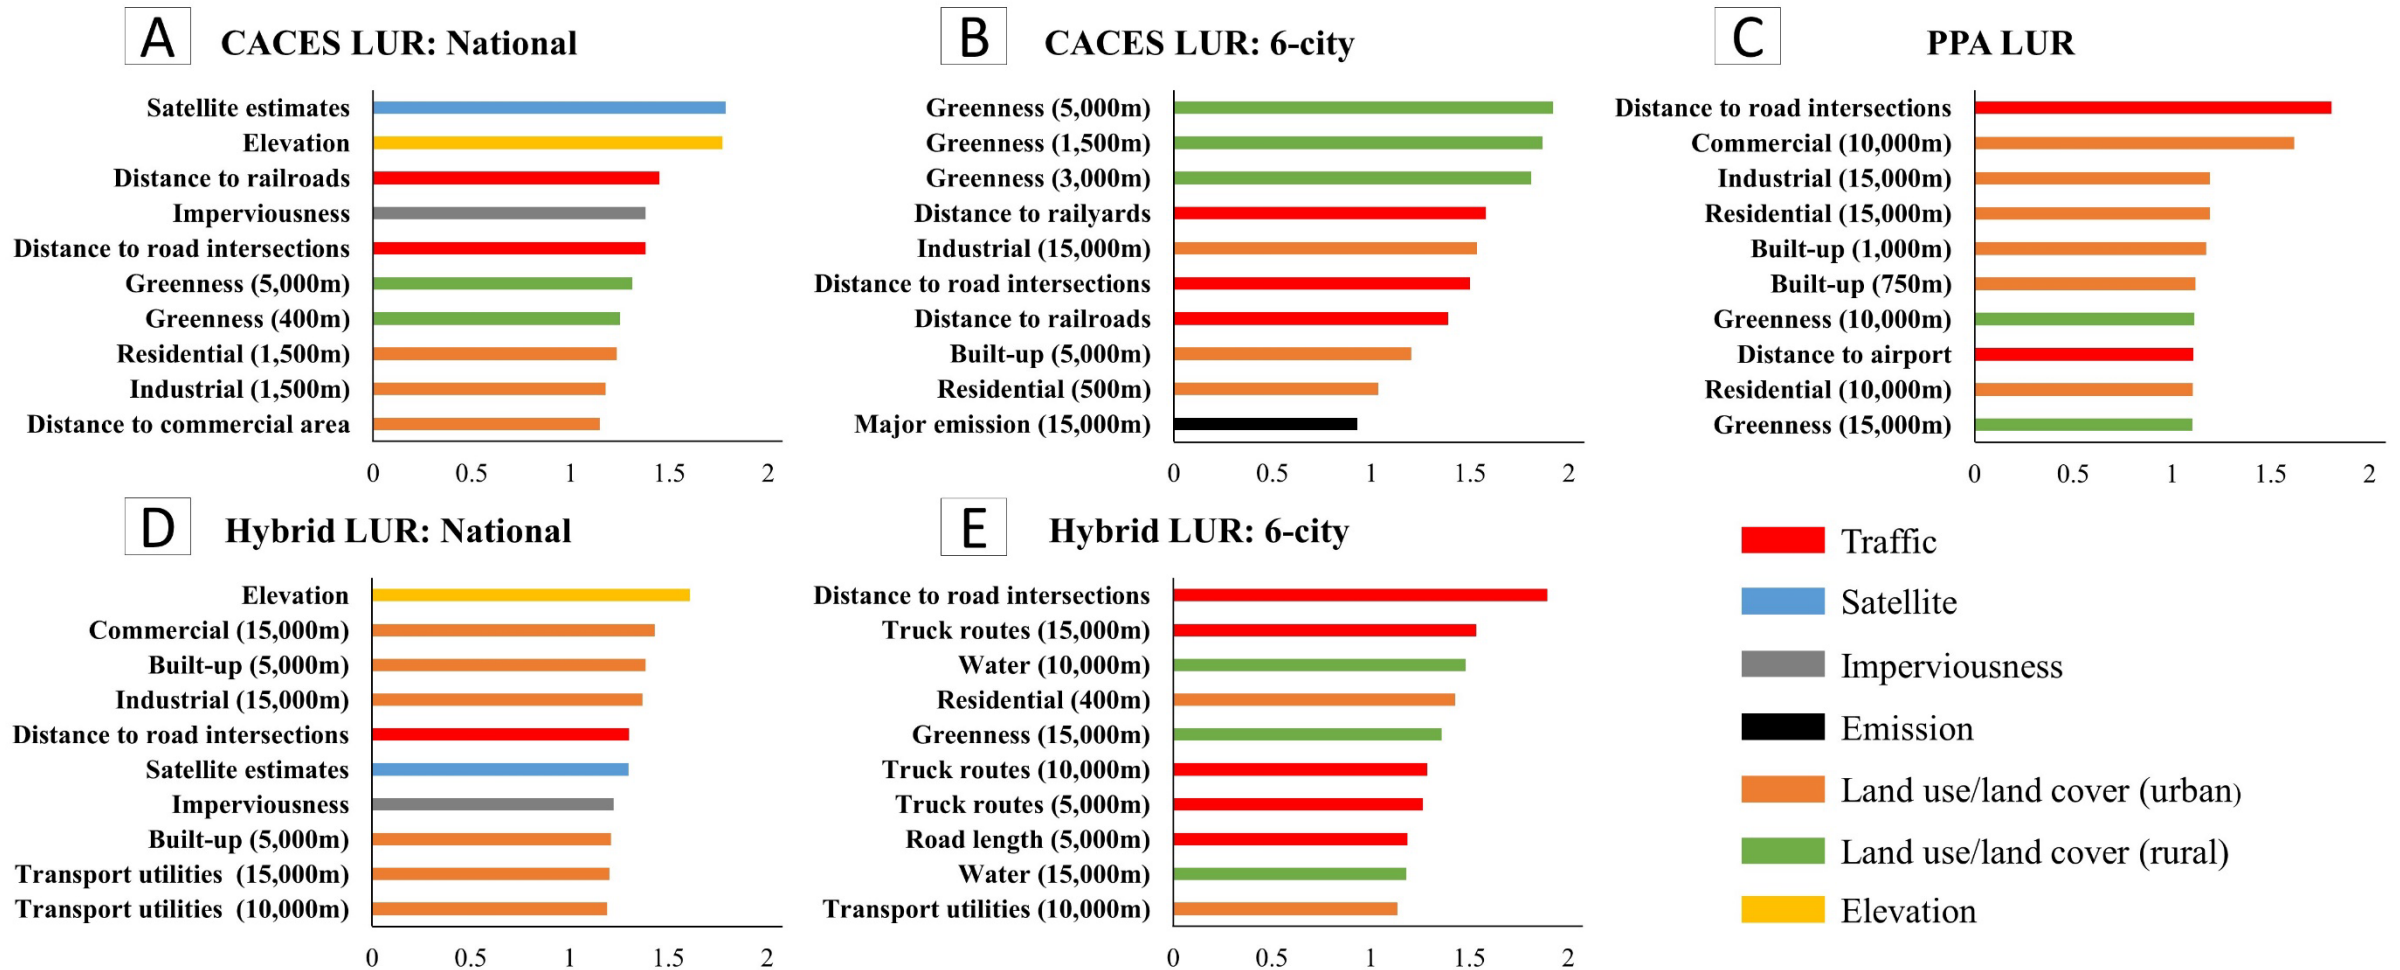 A CACES LUR: National
Satellite estimates
Elevation
Distance to railroads
Imperviousness
Distance to road intersections
Greenness (5,000m)
Greenness (400m)
Residential (1,500m)
Industrial (1,500m)
Distance to commercial area
0 0.5 1 1.5 2
B CACES LUR: 6-city
Greenness (5,000m)
Greenness (1,500m)
Greenness (3,000m)
Distance to railyards
Industrial (15,000m)
Distance to road intersections
Distance to railroads
Built-up (5,000m)
Residential (500m)
Major emission (15,000m)
0 0.5 1 1.5 2
C PPA LUR
Distance to road intersections
Commercial (10,000m)
Industrial (15,000m)
Residential (15,000m)
Built-up (1,000m)
Built-up (750m)
Greenness (10,000m)
Distance to airport
Residential (10,000m)
Greenness (15,000m)
0 0.5 1 1.5 2
D Hybrid LUR: National
Elevation
Commercial (15,000m)
Built-up (5,000m)
Industrial (15,000m)
Distance to road intersections
Satellite estimates
Imperviousness
Built-up (5,000m)
Transport utilities (15,000m)
Transport utilities (10,000m)
0 0.5 1 1.5 2
E Hybrid LUR: 6-city
Distance to road intersections
Truck routes (15,000m)
Water (10,000m)
Residential (400m)
Greenness (15,000m)
Truck routes (10,000m)
Truck routes (5,000m)
Road length (5,000m)
Water (15,000m)
Transport utilities (10,000m)
0 0.5 1 1.5 2
Traffic
Satellite
Imperviousness
Emission
Land use/land cover (urban)
Land use/land cover (rural)
Elevation